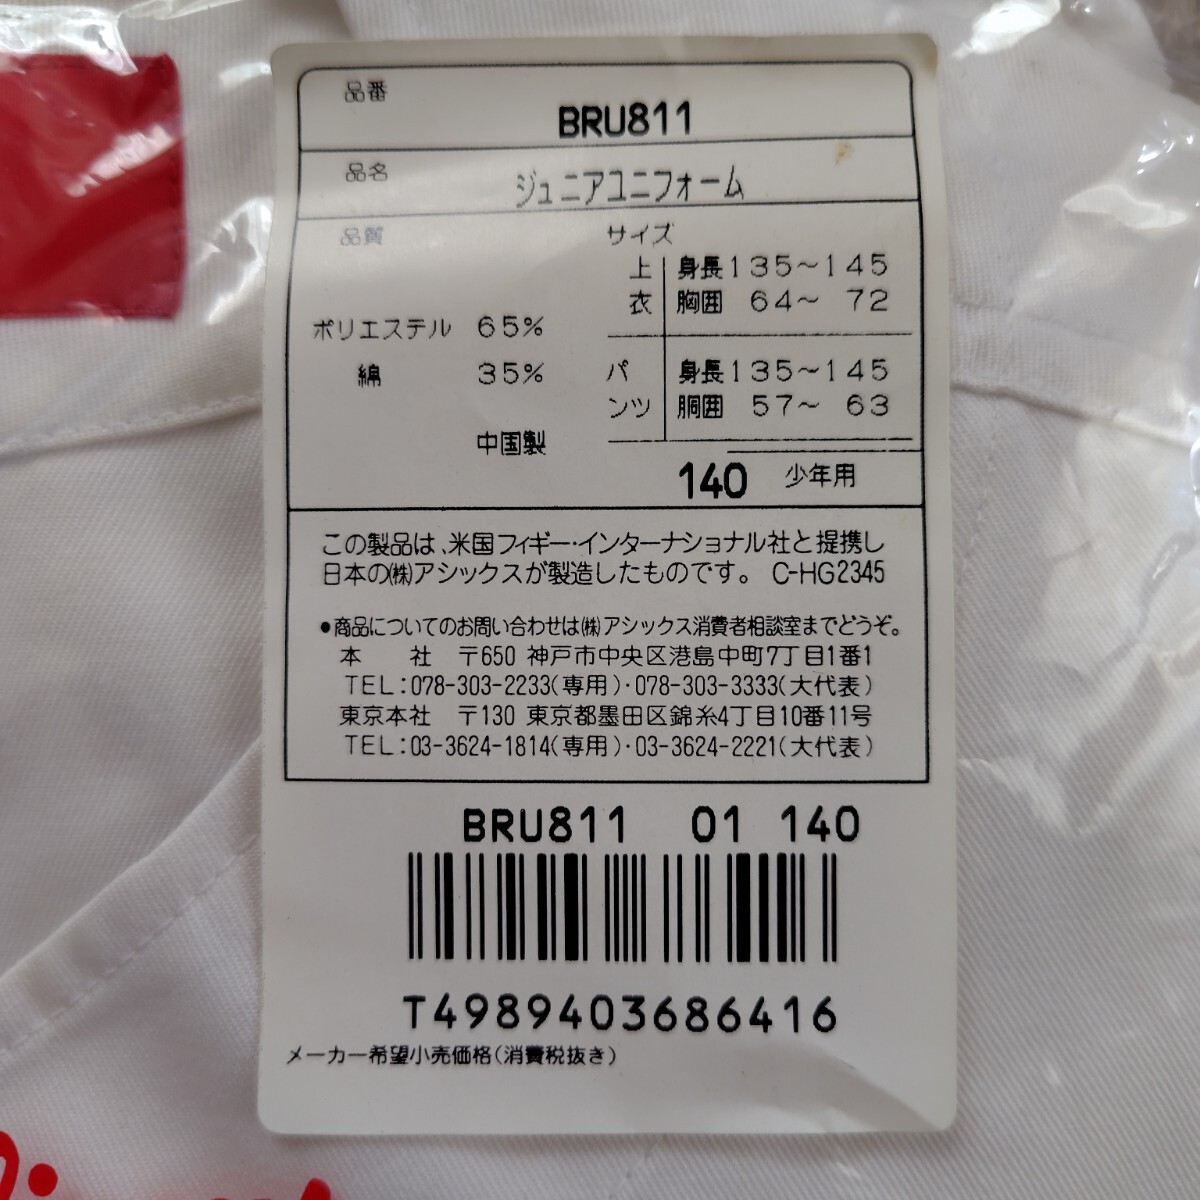 品番
BRU811
品名
ジュニアユニフォーム
品質
ポリエステル 65%
綿 35%
中国製
サイズ
上衣 身長135～145
胸囲 64～ 72
パンツ 身長135～145
胴囲 57～ 63
140 少年用
この製品は、米国フィギー・インターナショナル社と提携し
日本の(株)アシックスが製造したものです。 C-HG2345
●商品についてのお問い合わせは(株)アシックス消費者相談室までどうぞ。
本 社 〒650 神戸市中央区港島中町7丁目1番1
TEL:078-303-2233(専用)・078-303-3333(大代表)
東京本社 〒130 東京都墨田区錦糸4丁目10番11号
TEL:03-3624-1814(専用)・03-3624-2221(大代表)
BRU811 01 140
T4989403686416
メーカー希望小売価格(消費税抜き)